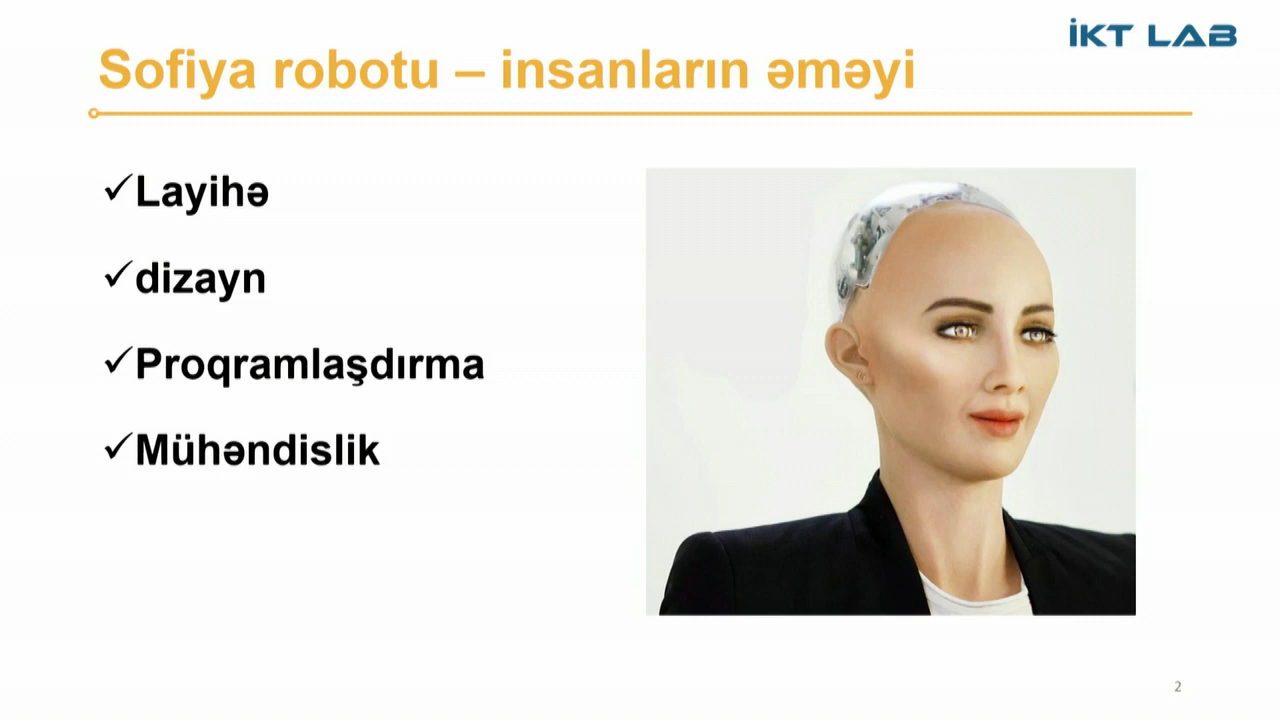 İKT LAB
Sofiya robotu – insanların əməyi
✓Layihə
✓dizayn
✓Proqramlaşdırma
✓Mühəndislik
2